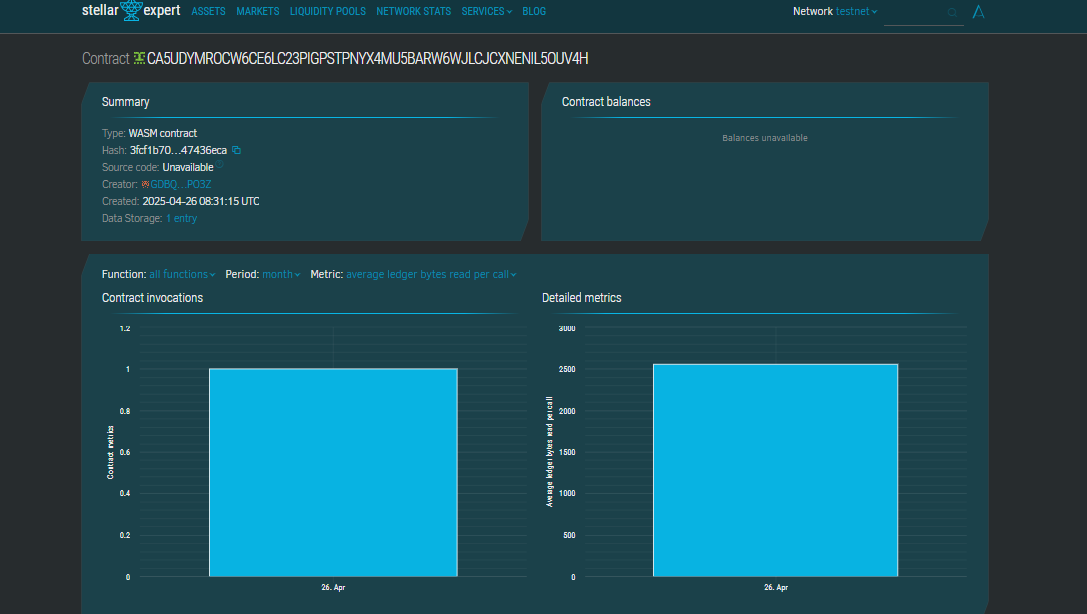 stellar expert ASSETS MARKETS LIQUIDITY POOLS NETWORK STATS SERVICES BLOG Network testnet
Contract CA5UDYMROCW6CE6LC23PIGPSTPNYX4MU5BARW6WJLCJCXNENIL5OUV4H
Summary
Type: WASM contract
Hash: 3fcf1b70…47436eca
Source code: Unavailable
Creator: GDBQ…PO3Z
Created: 2025-04-26 08:31:15 UTC
Data Storage: 1 entry
Contract balances
Balances unavailable
Function: all functions Period: month Metric: average ledger bytes read per call
Contract invocations
1.2
1
0.8
0.6
0.4
0.2
0
Contract metrics
26. Apr
Detailed metrics
3000
2500
2000
1500
1000
500
0
Average ledger bytes read per call
26. Apr